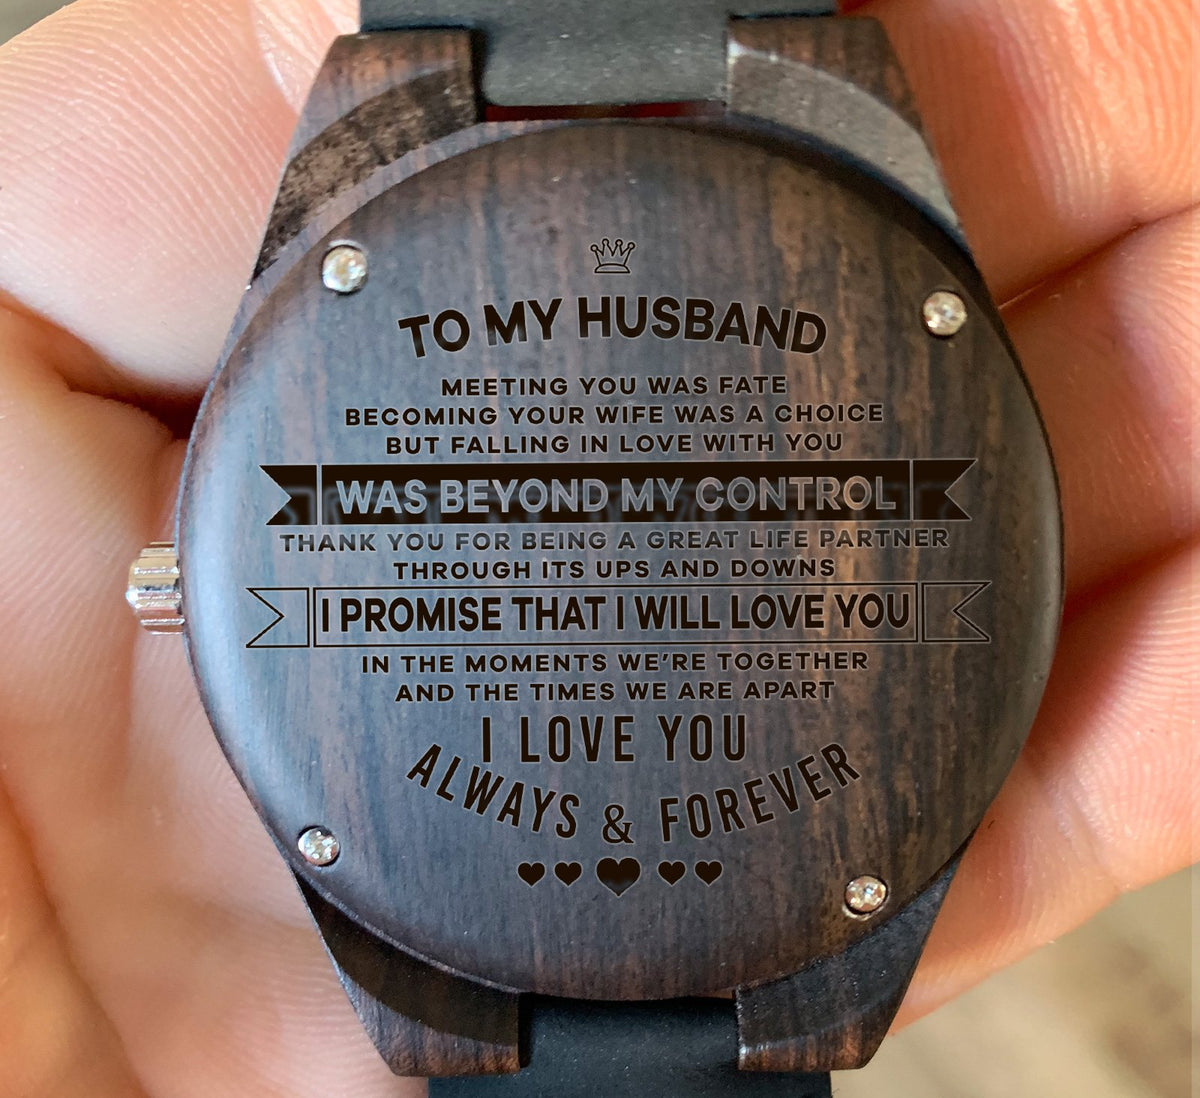 TO MY HUSBAND
MEETING YOU WAS FATE
BECOMING YOUR WIFE WAS A CHOICE
BUT FALLING IN LOVE WITH YOU
WAS BEYOND MY CONTROL
THANK YOU FOR BEING A GREAT LIFE PARTNER
THROUGH ITS UPS AND DOWNS
I PROMISE THAT I WILL LOVE YOU
IN THE MOMENTS WE'RE TOGETHER
AND THE TIMES WE ARE APART
I LOVE YOU
ALWAYS & FOREVER